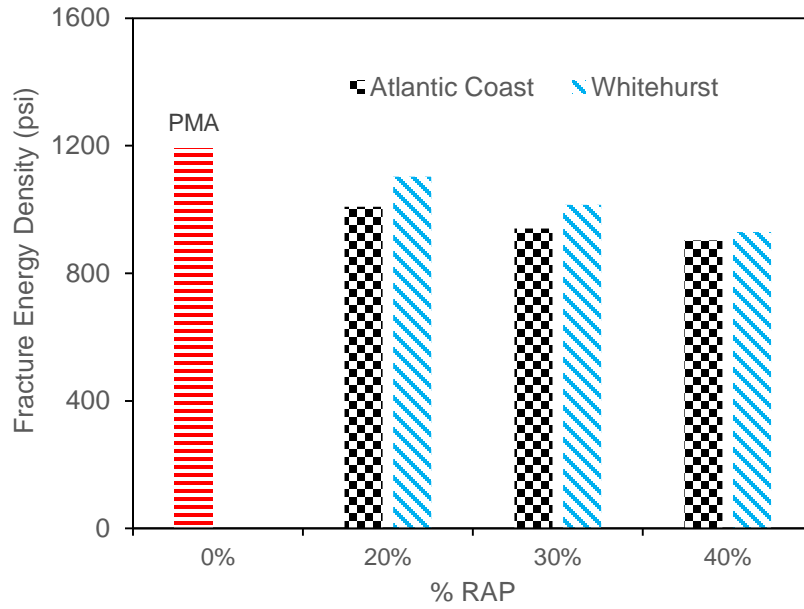 Fracture Energy Density (psi)
1600
1200
800
400
0
Atlantic Coast
Whitehurst
PMA
0%
20%
30%
40%
% RAP